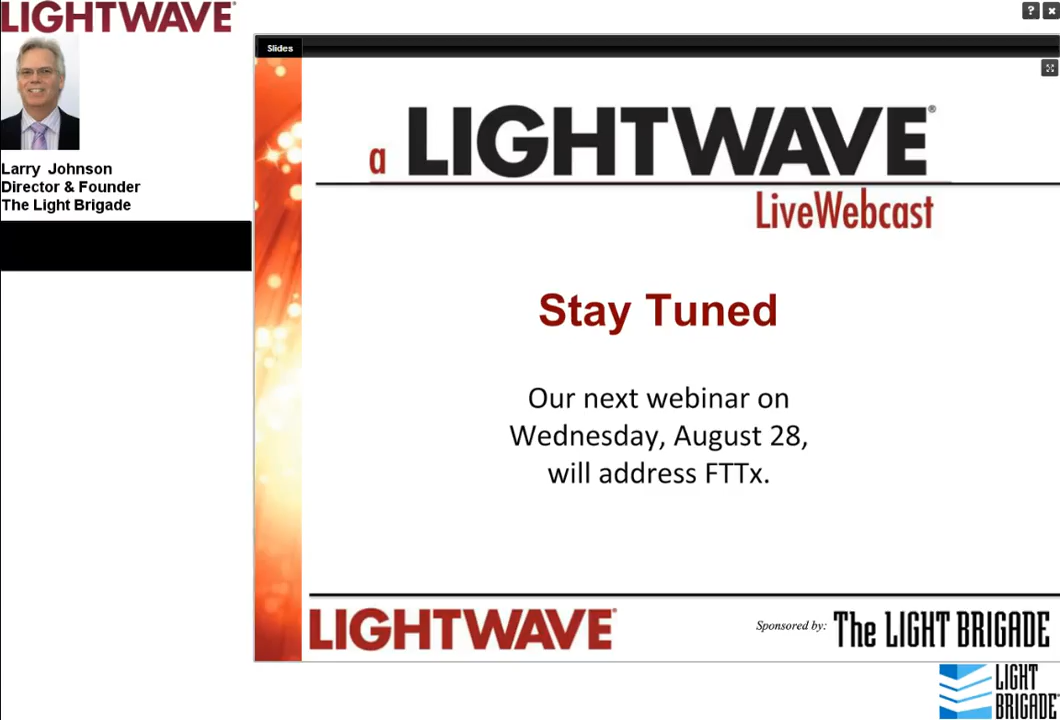 LIGHTWAVE®
? ×
Larry Johnson
Director & Founder
The Light Brigade
Slides
a LIGHTWAVE®
LiveWebcast
Stay Tuned
Our next webinar on
Wednesday, August 28,
will address FTTx.
LIGHTWAVE®
Sponsored by: The LIGHT BRIGADE
LIGHT
BRIGADE®